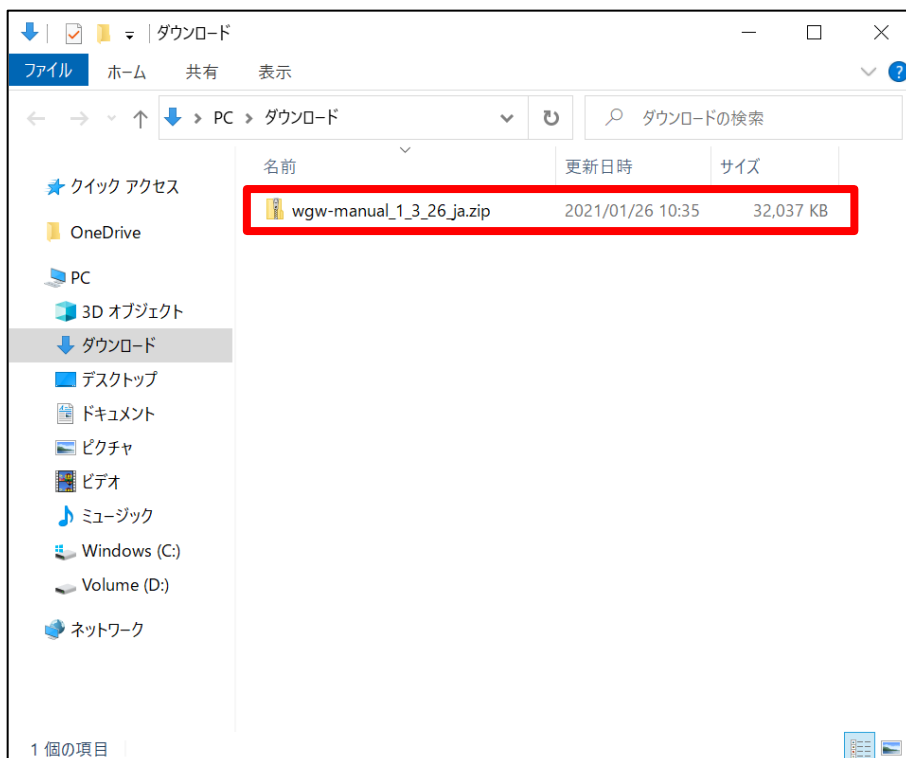 ダウンロード
ファイル ホーム 共有 表示
PC ダウンロード ダウンロードの検索
名前 更新日時 サイズ
wgw-manual_1_3_26_ja.zip 2021/01/26 10:35 32,037 KB
クイック アクセス
OneDrive
PC
3D オブジェクト
ダウンロード
デスクトップ
ドキュメント
ピクチャ
ビデオ
ミュージック
Windows (C:)
Volume (D:)
ネットワーク
1 個の項目